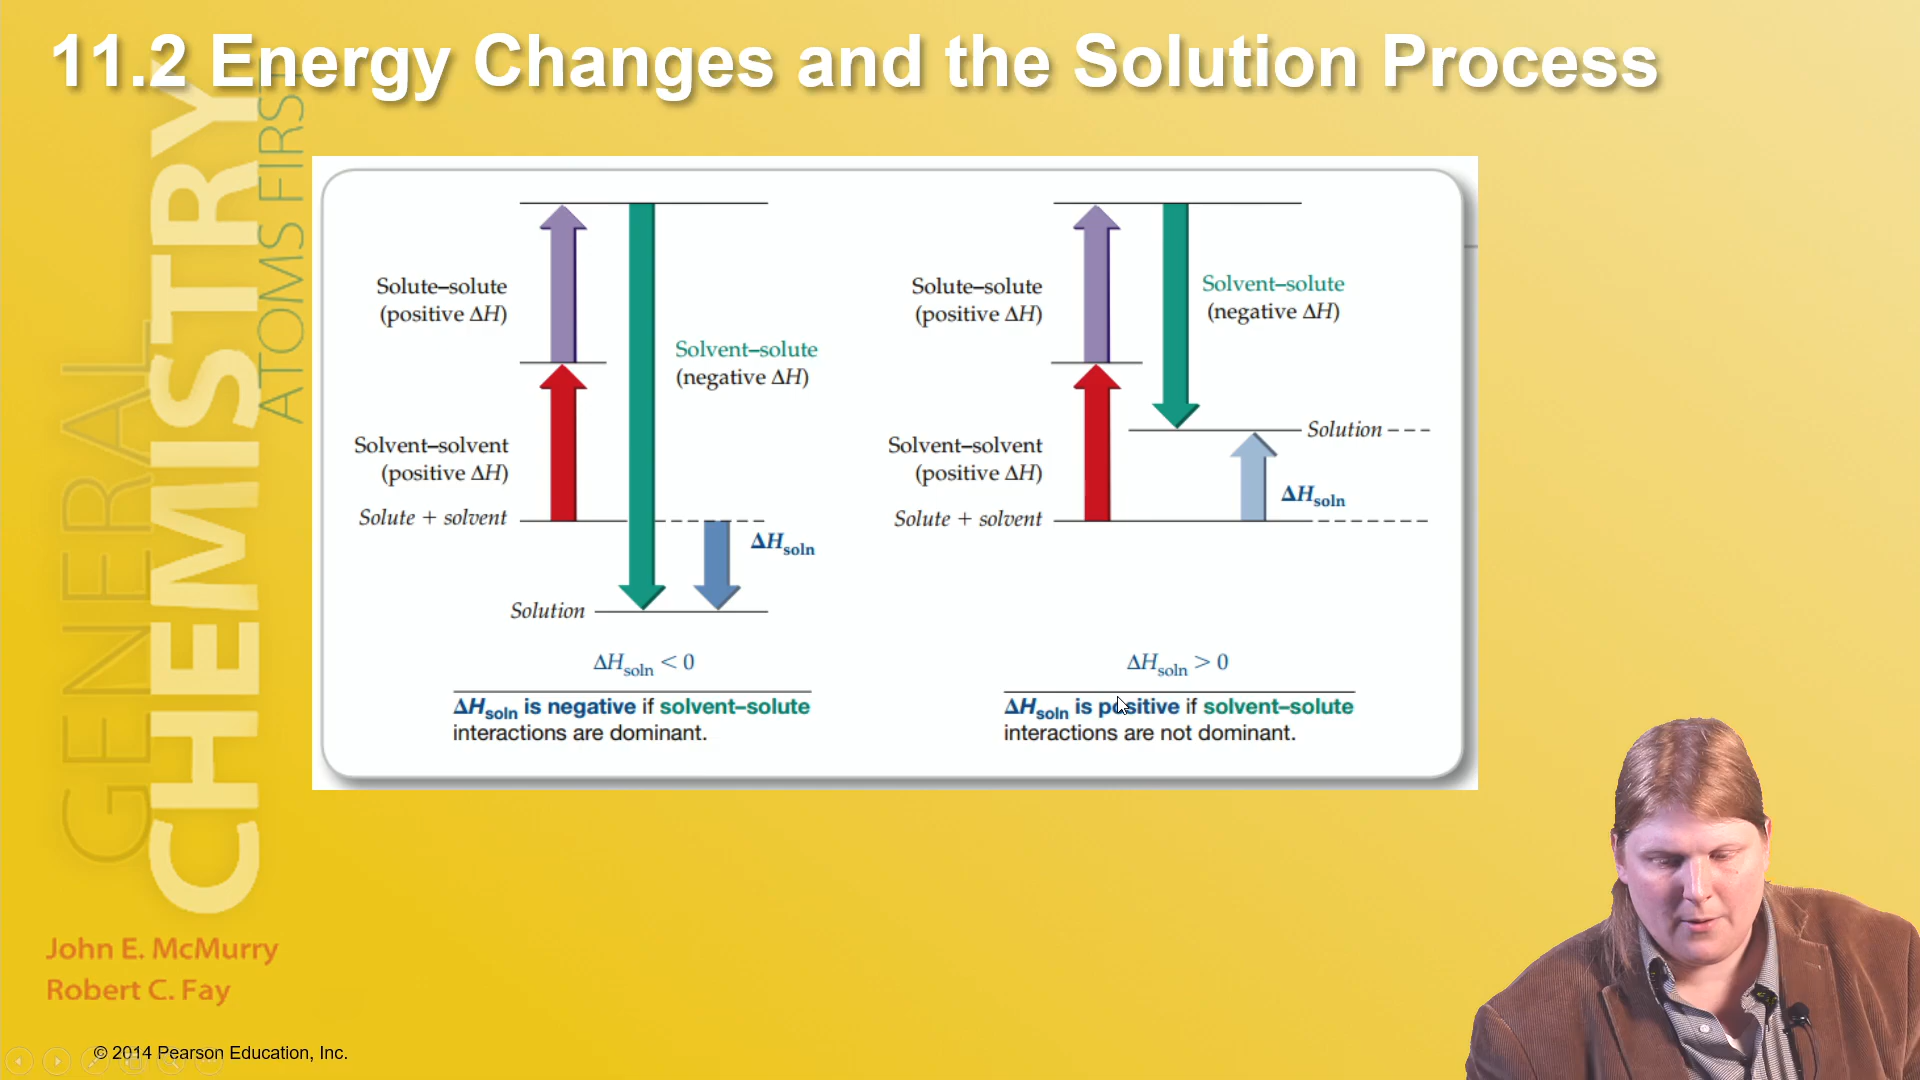 11.2 Energy Changes and the Solution Process
GENERAL
CHEMISTRY
ATOMS FIRST
Solute–solute
(positive ΔH)
Solvent–solute
(negative ΔH)
Solvent–solvent
(positive ΔH)
Solute + solvent
ΔHsoln
Solution
ΔHsoln < 0
ΔHsoln is negative if solvent–solute
interactions are dominant.
Solute–solute
(positive ΔH)
Solvent–solute
(negative ΔH)
Solution
Solvent–solvent
(positive ΔH)
ΔHsoln
Solute + solvent
ΔHsoln > 0
ΔHsoln is positive if solvent–solute
interactions are not dominant.
John E. McMurry
Robert C. Fay
© 2014 Pearson Education, Inc.